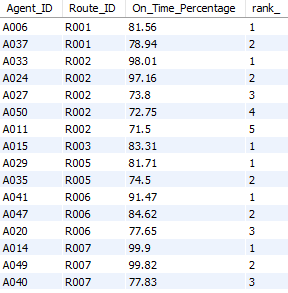 Agent_ID Route_ID On_Time_Percentage rank_
A006 R001 81.56 1
A037 R001 78.94 2
A033 R002 98.01 1
A024 R002 97.16 2
A027 R002 73.8 3
A050 R002 72.75 4
A011 R002 71.5 5
A015 R003 83.31 1
A029 R005 81.71 1
A035 R005 74.5 2
A041 R006 91.47 1
A047 R006 84.62 2
A020 R006 77.65 3
A014 R007 99.9 1
A049 R007 99.82 2
A040 R007 77.83 3